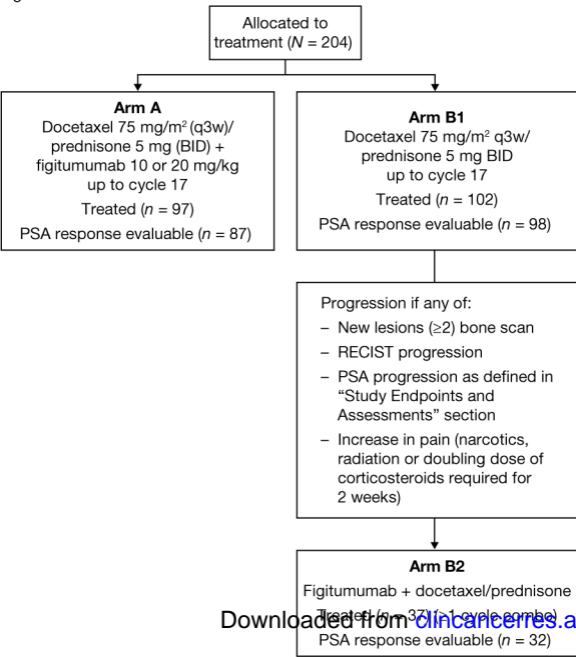 Allocated to
treatment (N = 204)
Arm A
Docetaxel 75 mg/m² (q3w)/
prednisone 5 mg (BID) +
figitumumab 10 or 20 mg/kg
up to cycle 17
Treated (n = 97)
PSA response evaluable (n = 87)
Arm B1
Docetaxel 75 mg/m² q3w/
prednisone 5 mg BID
up to cycle 17
Treated (n = 102)
PSA response evaluable (n = 98)
Progression if any of:
– New lesions (≥2) bone scan
– RECIST progression
– PSA progression as defined in
“Study Endpoints and
Assessments” section
– Increase in pain (narcotics,
radiation or doubling dose of
corticosteroids required for
2 weeks)
Arm B2
Figitumumab + docetaxel/prednisone
Treated (n = 37) (≥1 cycle combo)
Downloaded from clincancerres.a
PSA response evaluable (n = 32)